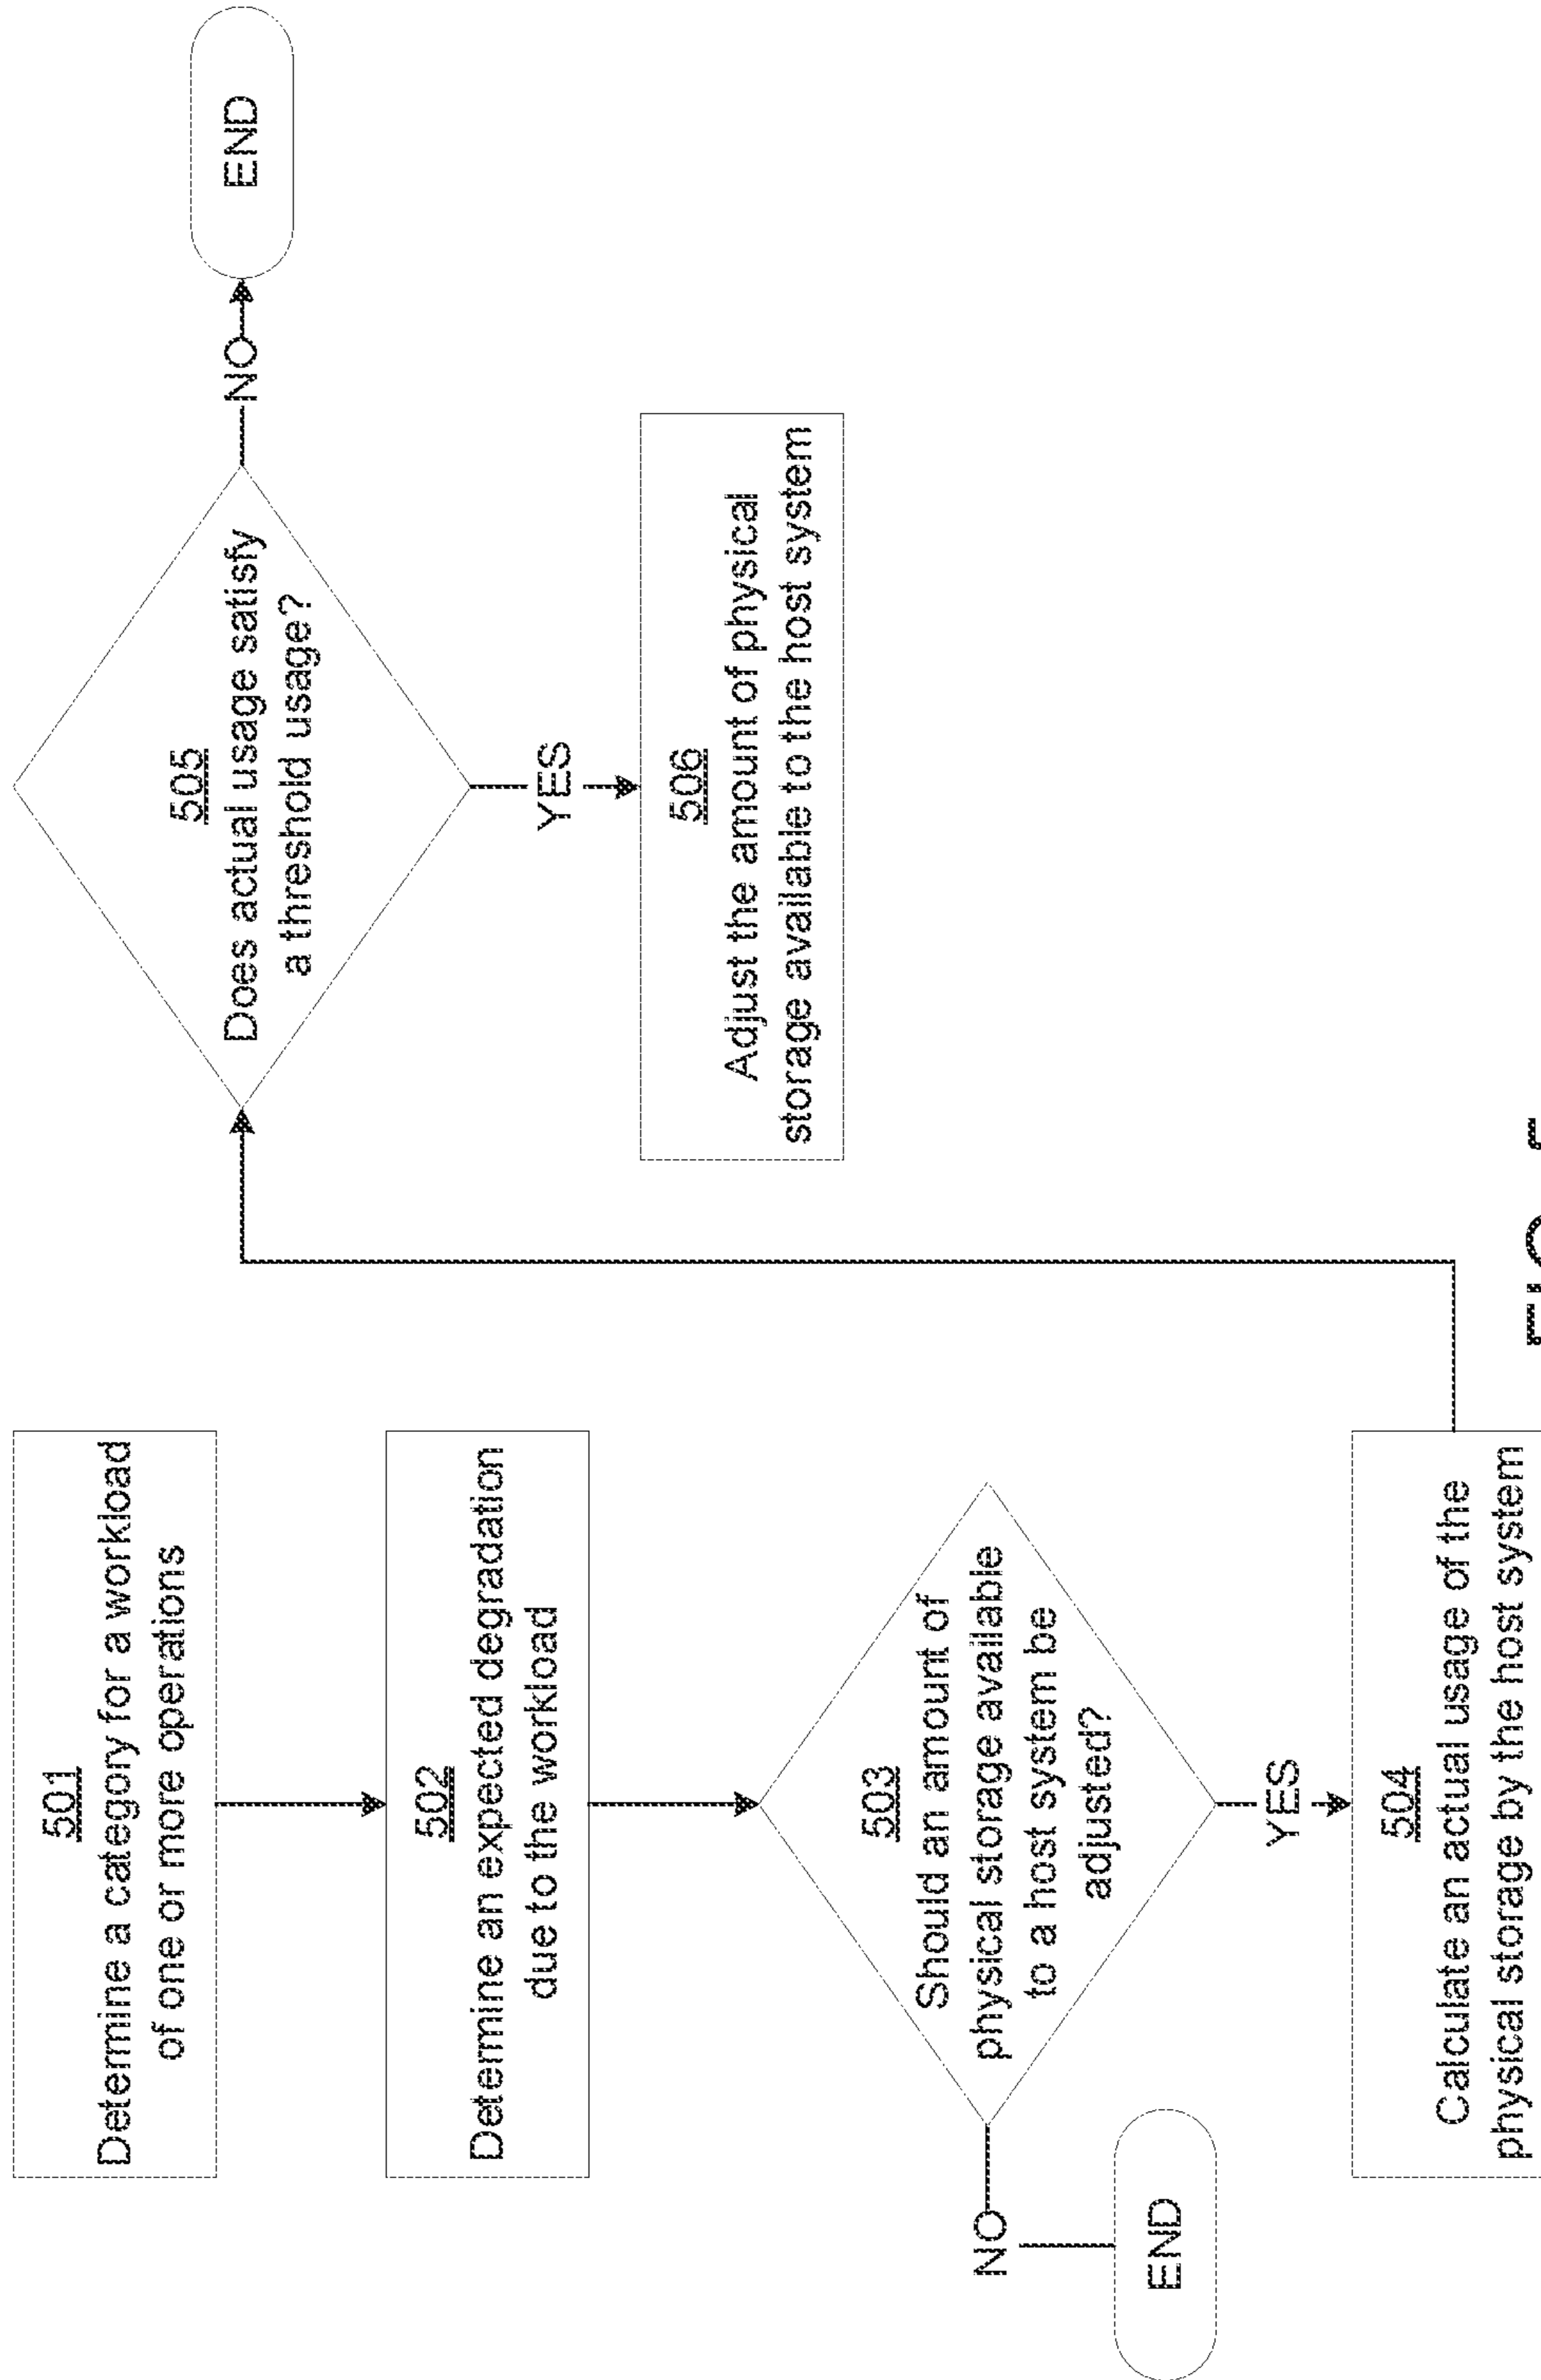 501
Determine a category for a workload
of one or more operations
502
Determine an expected degradation
due to the workload
503
Should an amount of
physical storage available
to a host system be
adjusted?
NO
END
YES
504
Calculate an actual usage of the
physical storage by the host system
505
Does actual usage satisfy
a threshold usage?
NO
END
YES
506
Adjust the amount of physical
storage available to the host system